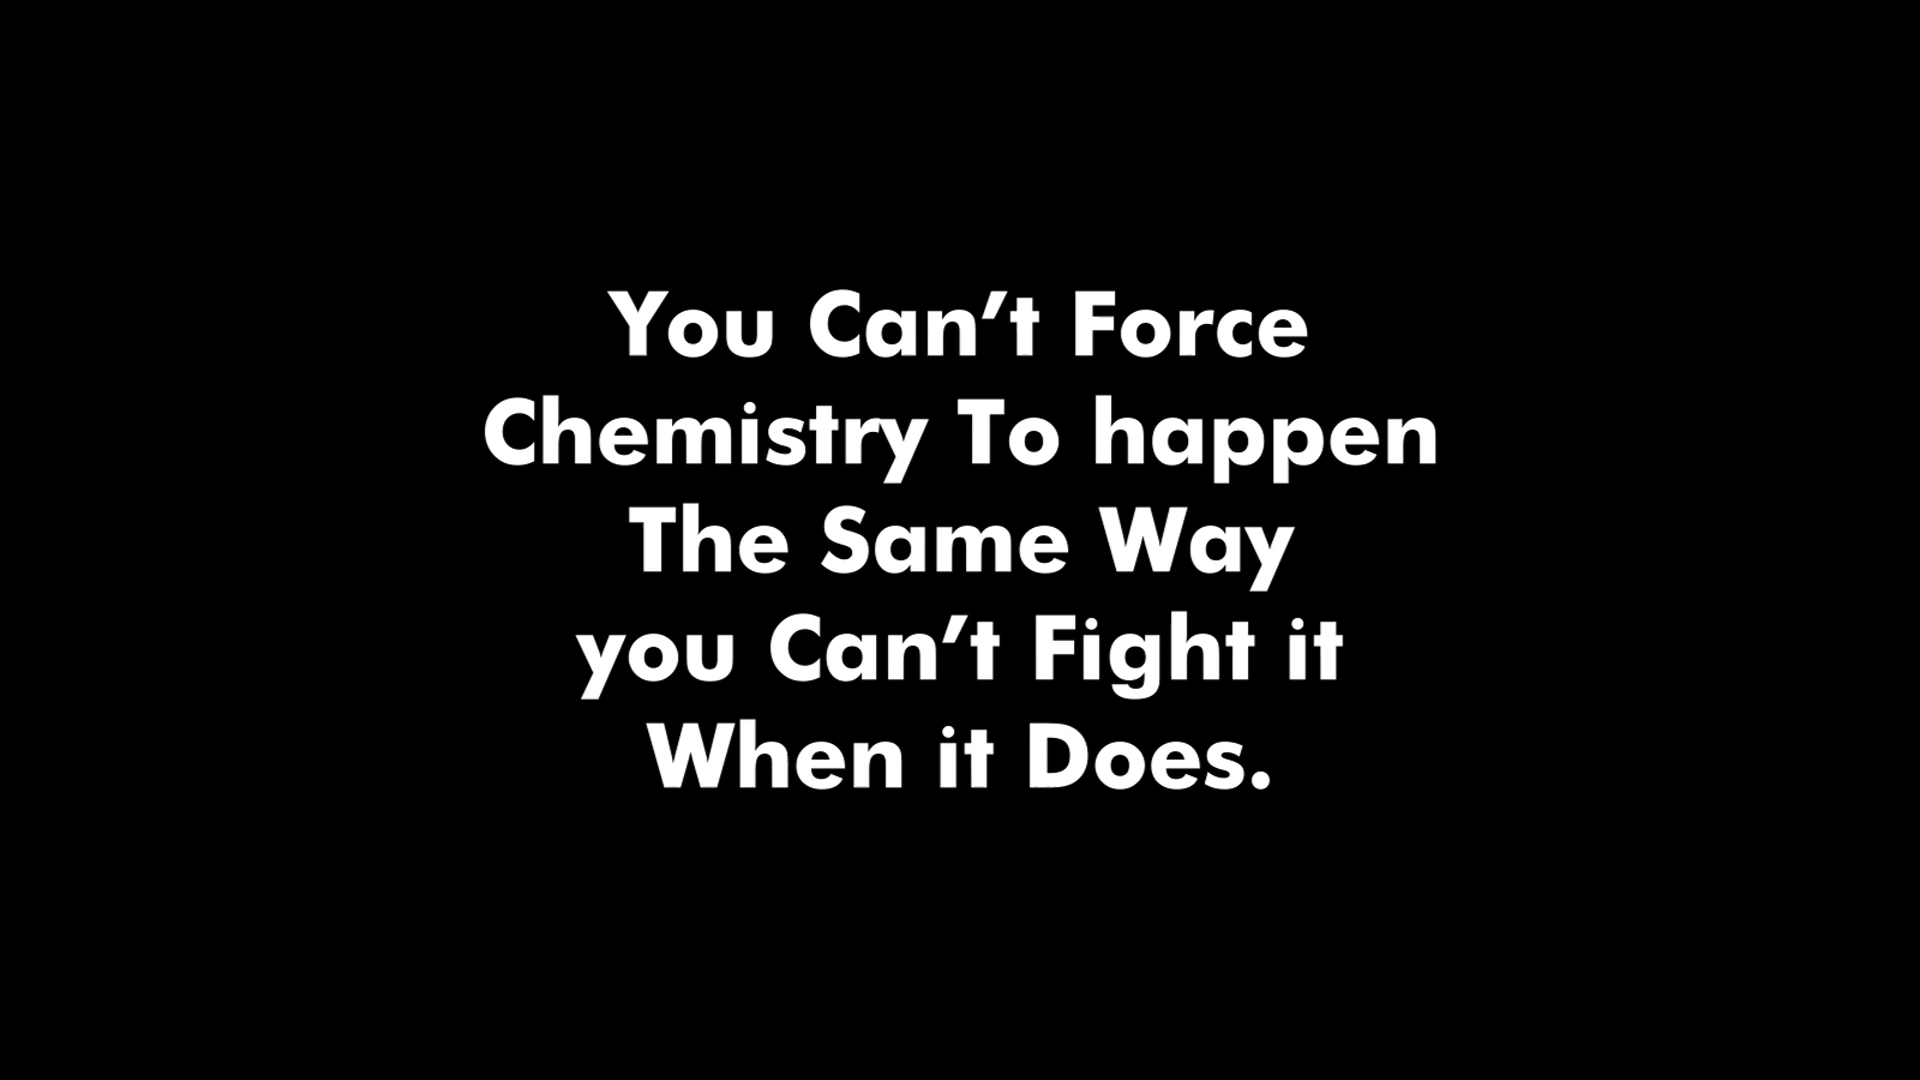 You Can’t Force
Chemistry To happen
The Same Way
you Can’t Fight it
When it Does.